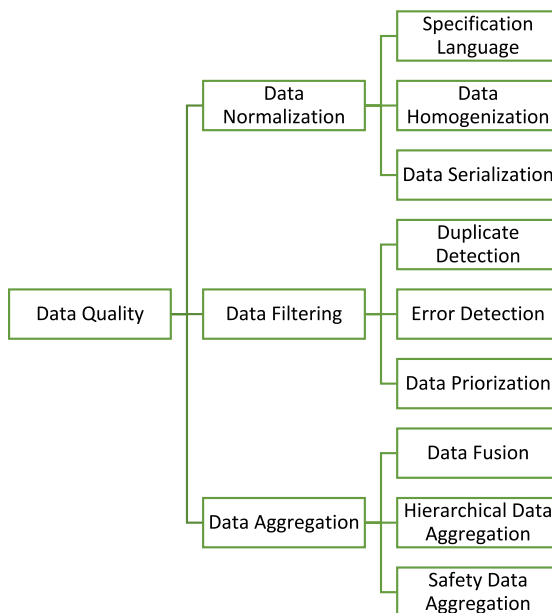 Specification
Language
Data
Normalization
Data
Homogenization
Data Serialization
Duplicate
Detection
Data Quality
Data Filtering
Error Detection
Data Priorization
Data Fusion
Data Aggregation
Hierarchical Data
Aggregation
Safety Data
Aggregation